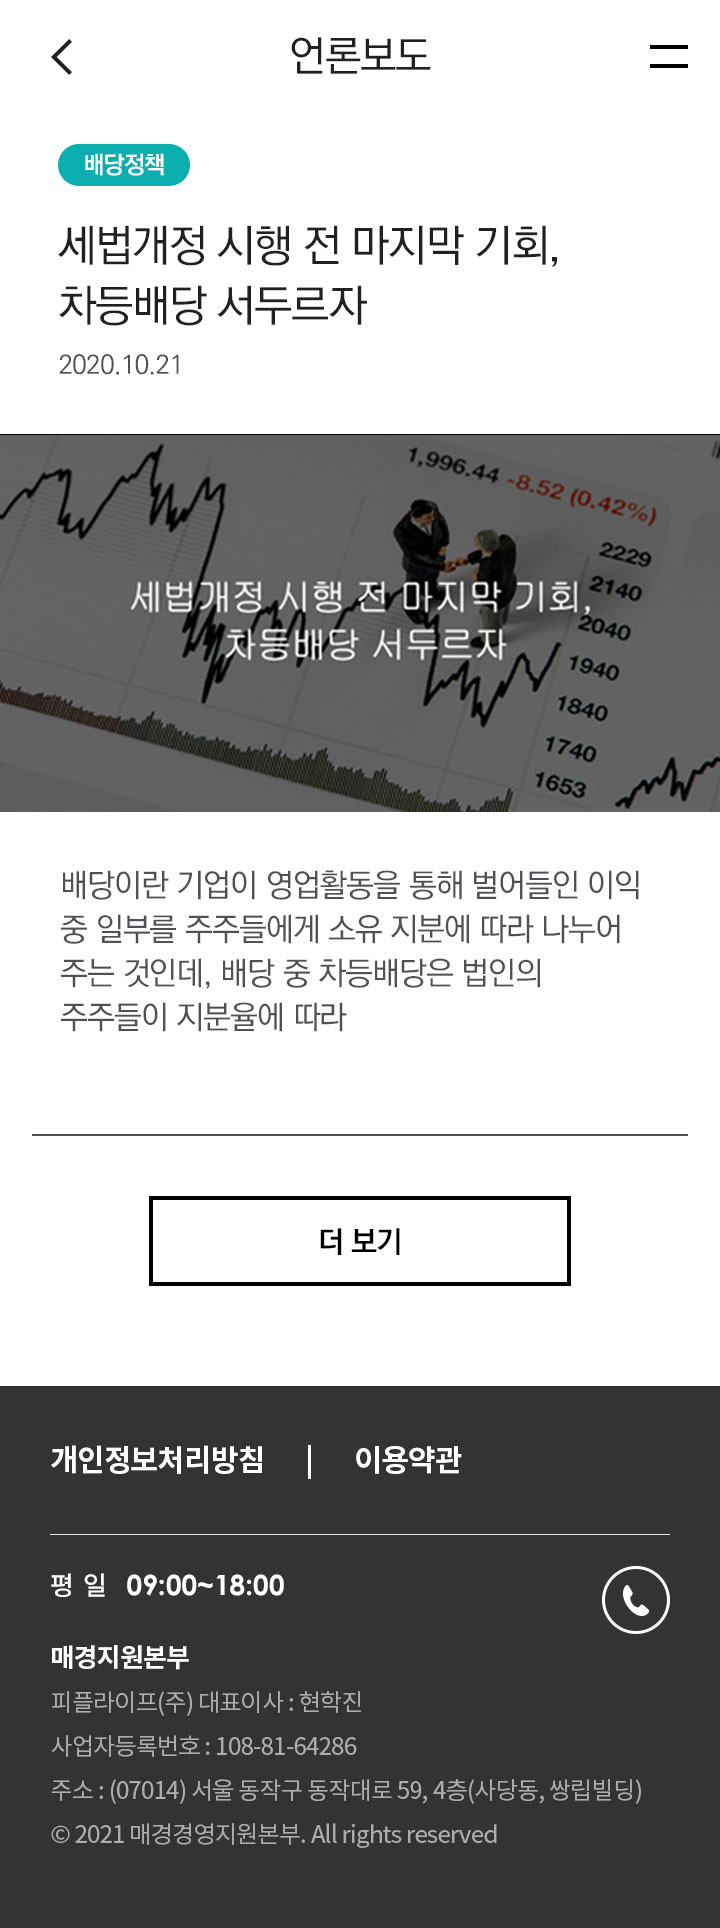 언론보도
배당정책
세법개정 시행 전 마지막 기회,
차등배당 서두르자
2020.10.21
1,996.44 -8.52 (0.42%)
2229
2140
2040
1940
1840
1740
1653
세법개정 시행 전 마지막 기회,
차등배당 서두르자
배당이란 기업이 영업활동을 통해 벌어들인 이익
중 일부를 주주들에게 소유 지분에 따라 나누어
주는 것인데, 배당 중 차등배당은 법인의
주주들이 지분율에 따라
더 보기
개인정보처리방침 | 이용약관
평 일 09:00~18:00
매경지원본부
피플라이프(주) 대표이사 : 현학진
사업자등록번호 : 108-81-64286
주소 : (07014) 서울 동작구 동작대로 59, 4층(사당동, 쌍립빌딩)
© 2021 매경경영지원본부. All rights reserved